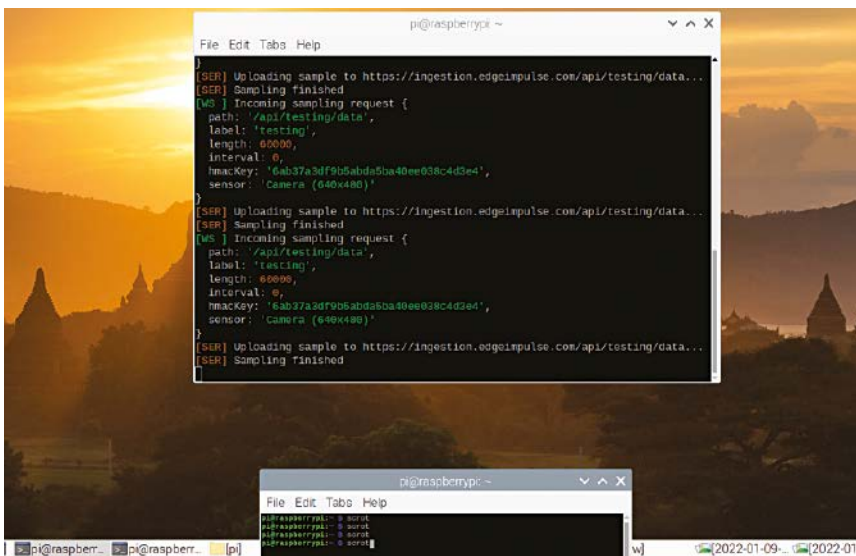 pi@raspberrypi: ~
File Edit Tabs Help
}
[SER] Uploading sample to https://ingestion.edgeimpulse.com/api/testing/data...
[SER] Sampling finished
[WS ] Incoming sampling request {
path: '/api/testing/data',
label: 'testing',
length: 60000,
interval: 0,
hmacKey: '6ab37a3df9b5abda5ba40ee038c4d3e4',
sensor: 'Camera (640x480)'
}
[SER] Uploading sample to https://ingestion.edgeimpulse.com/api/testing/data...
[SER] Sampling finished
[WS ] Incoming sampling request {
path: '/api/testing/data',
label: 'testing',
length: 60000,
interval: 0,
hmacKey: '6ab37a3df9b5abda5ba40ee038c4d3e4',
sensor: 'Camera (640x480)'
}
[SER] Uploading sample to https://ingestion.edgeimpulse.com/api/testing/data...
[SER] Sampling finished
pi@raspberrypi: ~
File Edit Tabs Help
pi@raspberrypi:~ $ scrot
pi@raspberrypi:~ $ scrot
pi@raspberrypi:~ $ scrot
pi@raspberrypi:~ $ scrot
pi@raspberr... pi@raspberr... [pi] w] [2022-01-09-... [2022-01